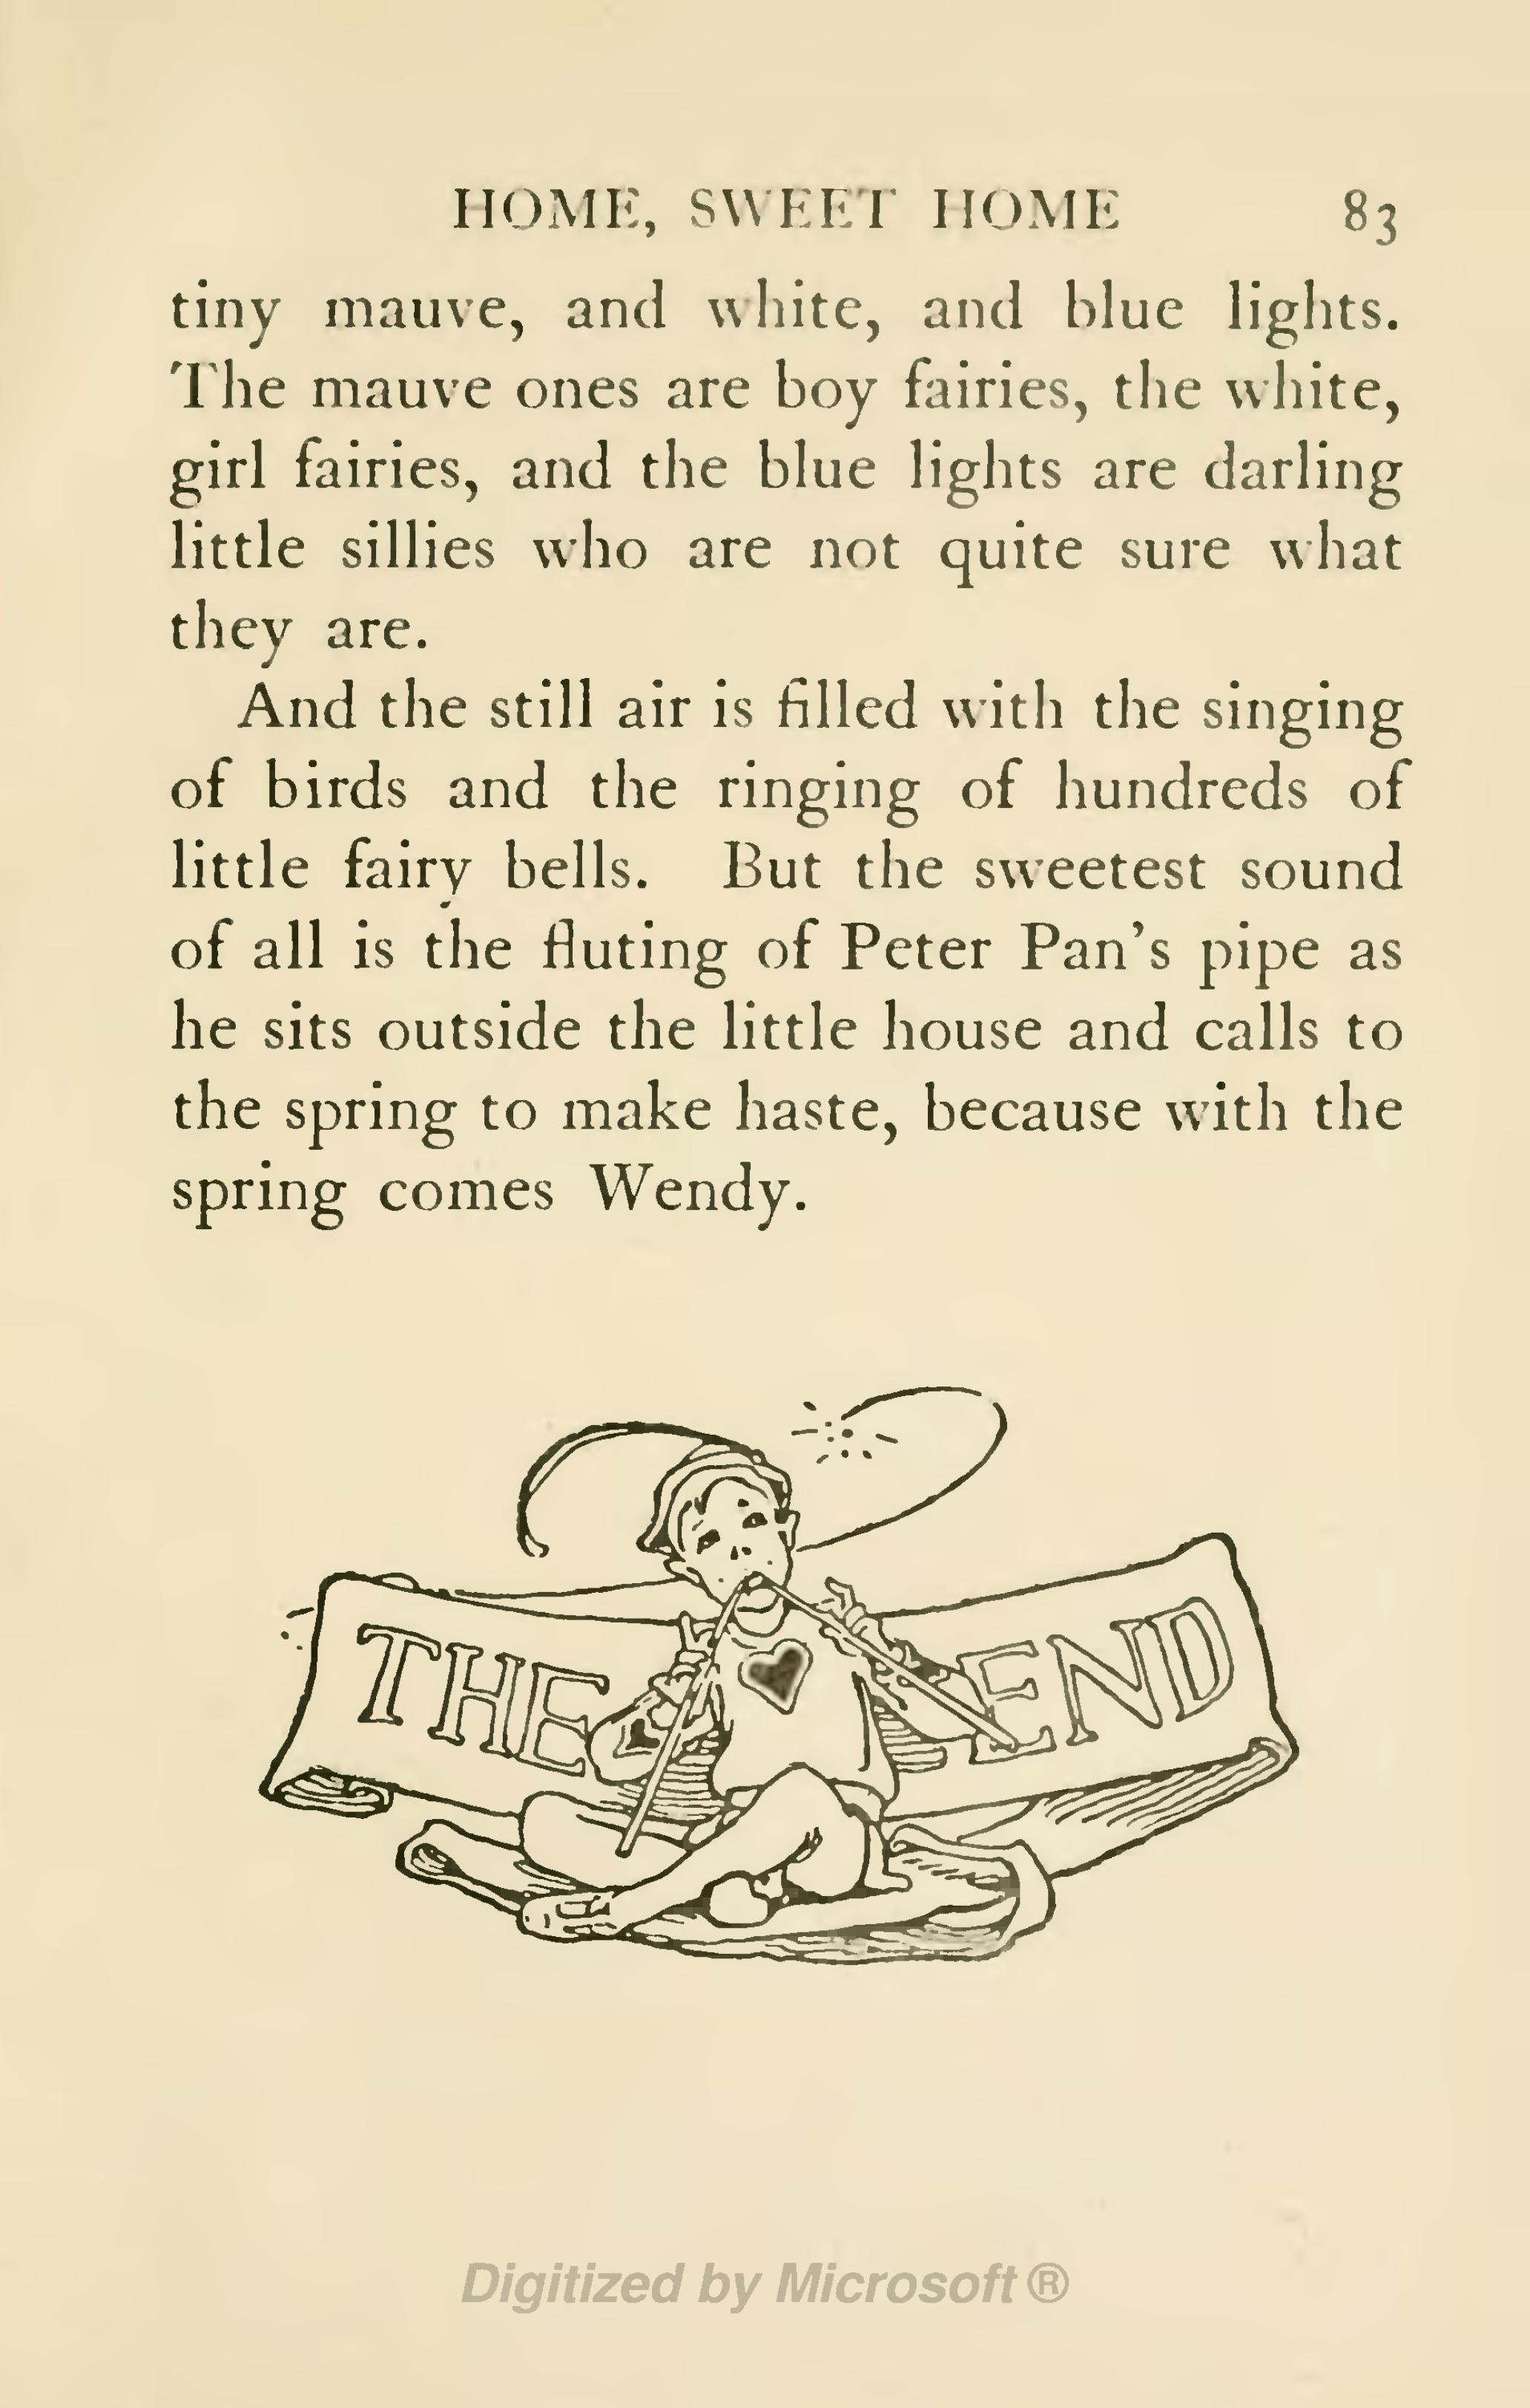 HOME, SWEET HOME 83
tiny mauve, and white, and blue lights.
The mauve ones are boy fairies, the white,
girl fairies, and the blue lights are darling
little sillies who are not quite sure what
they are.
And the still air is filled with the singing
of birds and the ringing of hundreds of
little fairy bells. But the sweetest sound
of all is the fluting of Peter Pan's pipe as
he sits outside the little house and calls to
the spring to make haste, because with the
spring comes Wendy.
THE END
Digitized by Microsoft ®